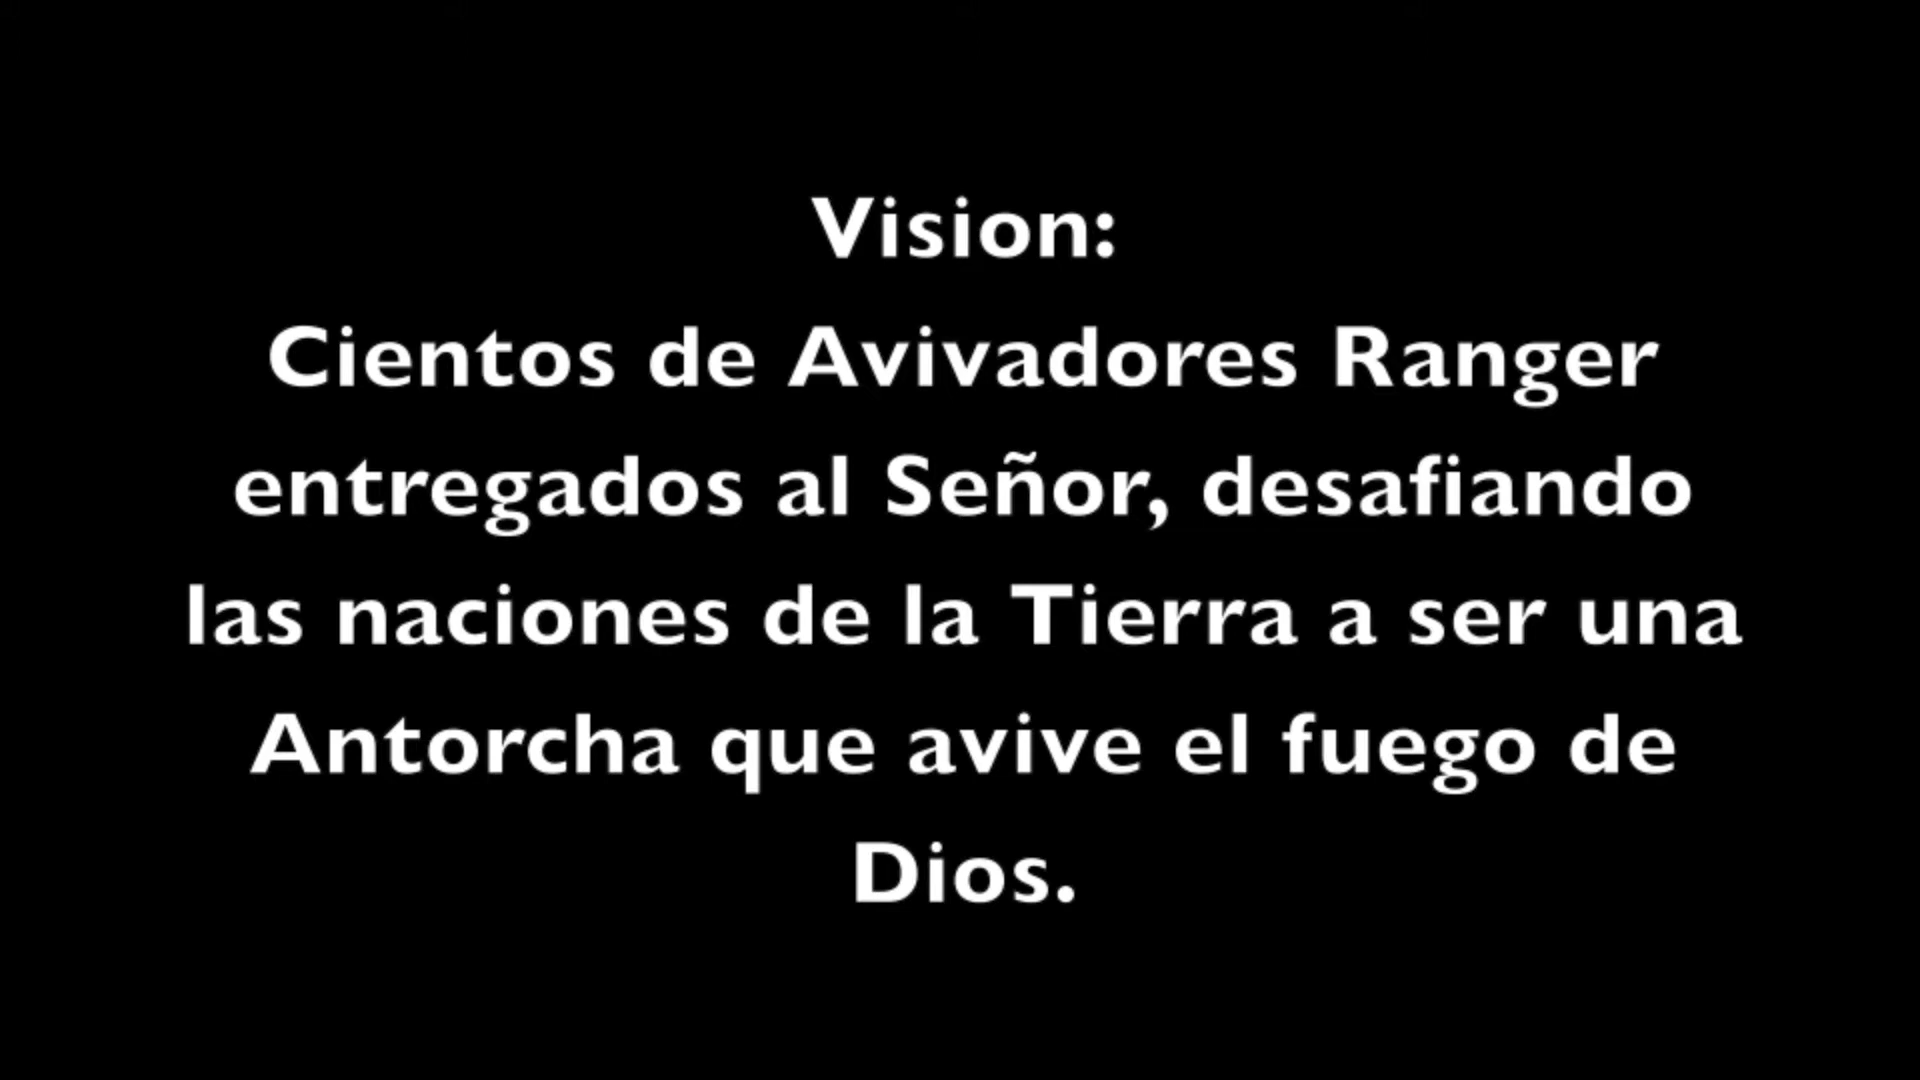 Vision:
Cientos de Avivadores Ranger
entregados al Señor, desafiando
las naciones de la Tierra a ser una
Antorcha que avive el fuego de
Dios.